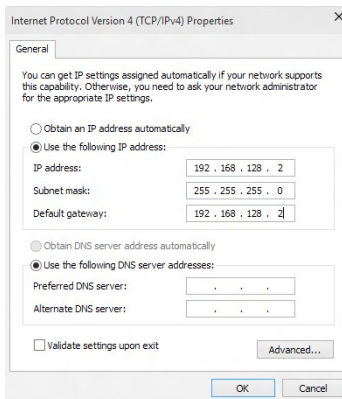 Internet Protocol Version 4 (TCP/IPv4) Properties
General
You can get IP settings assigned automatically if your network supports
this capability. Otherwise, you need to ask your network administrator
for the appropriate IP settings.
Obtain an IP address automatically
Use the following IP address:
IP address: 192 . 168 . 128 . 2
Subnet mask: 255 . 255 . 255 . 0
Default gateway: 192 . 168 . 128 . 2
Obtain DNS server address automatically
Use the following DNS server addresses:
Preferred DNS server: . . .
Alternate DNS server: . . .
Validate settings upon exit
Advanced...
OK Cancel